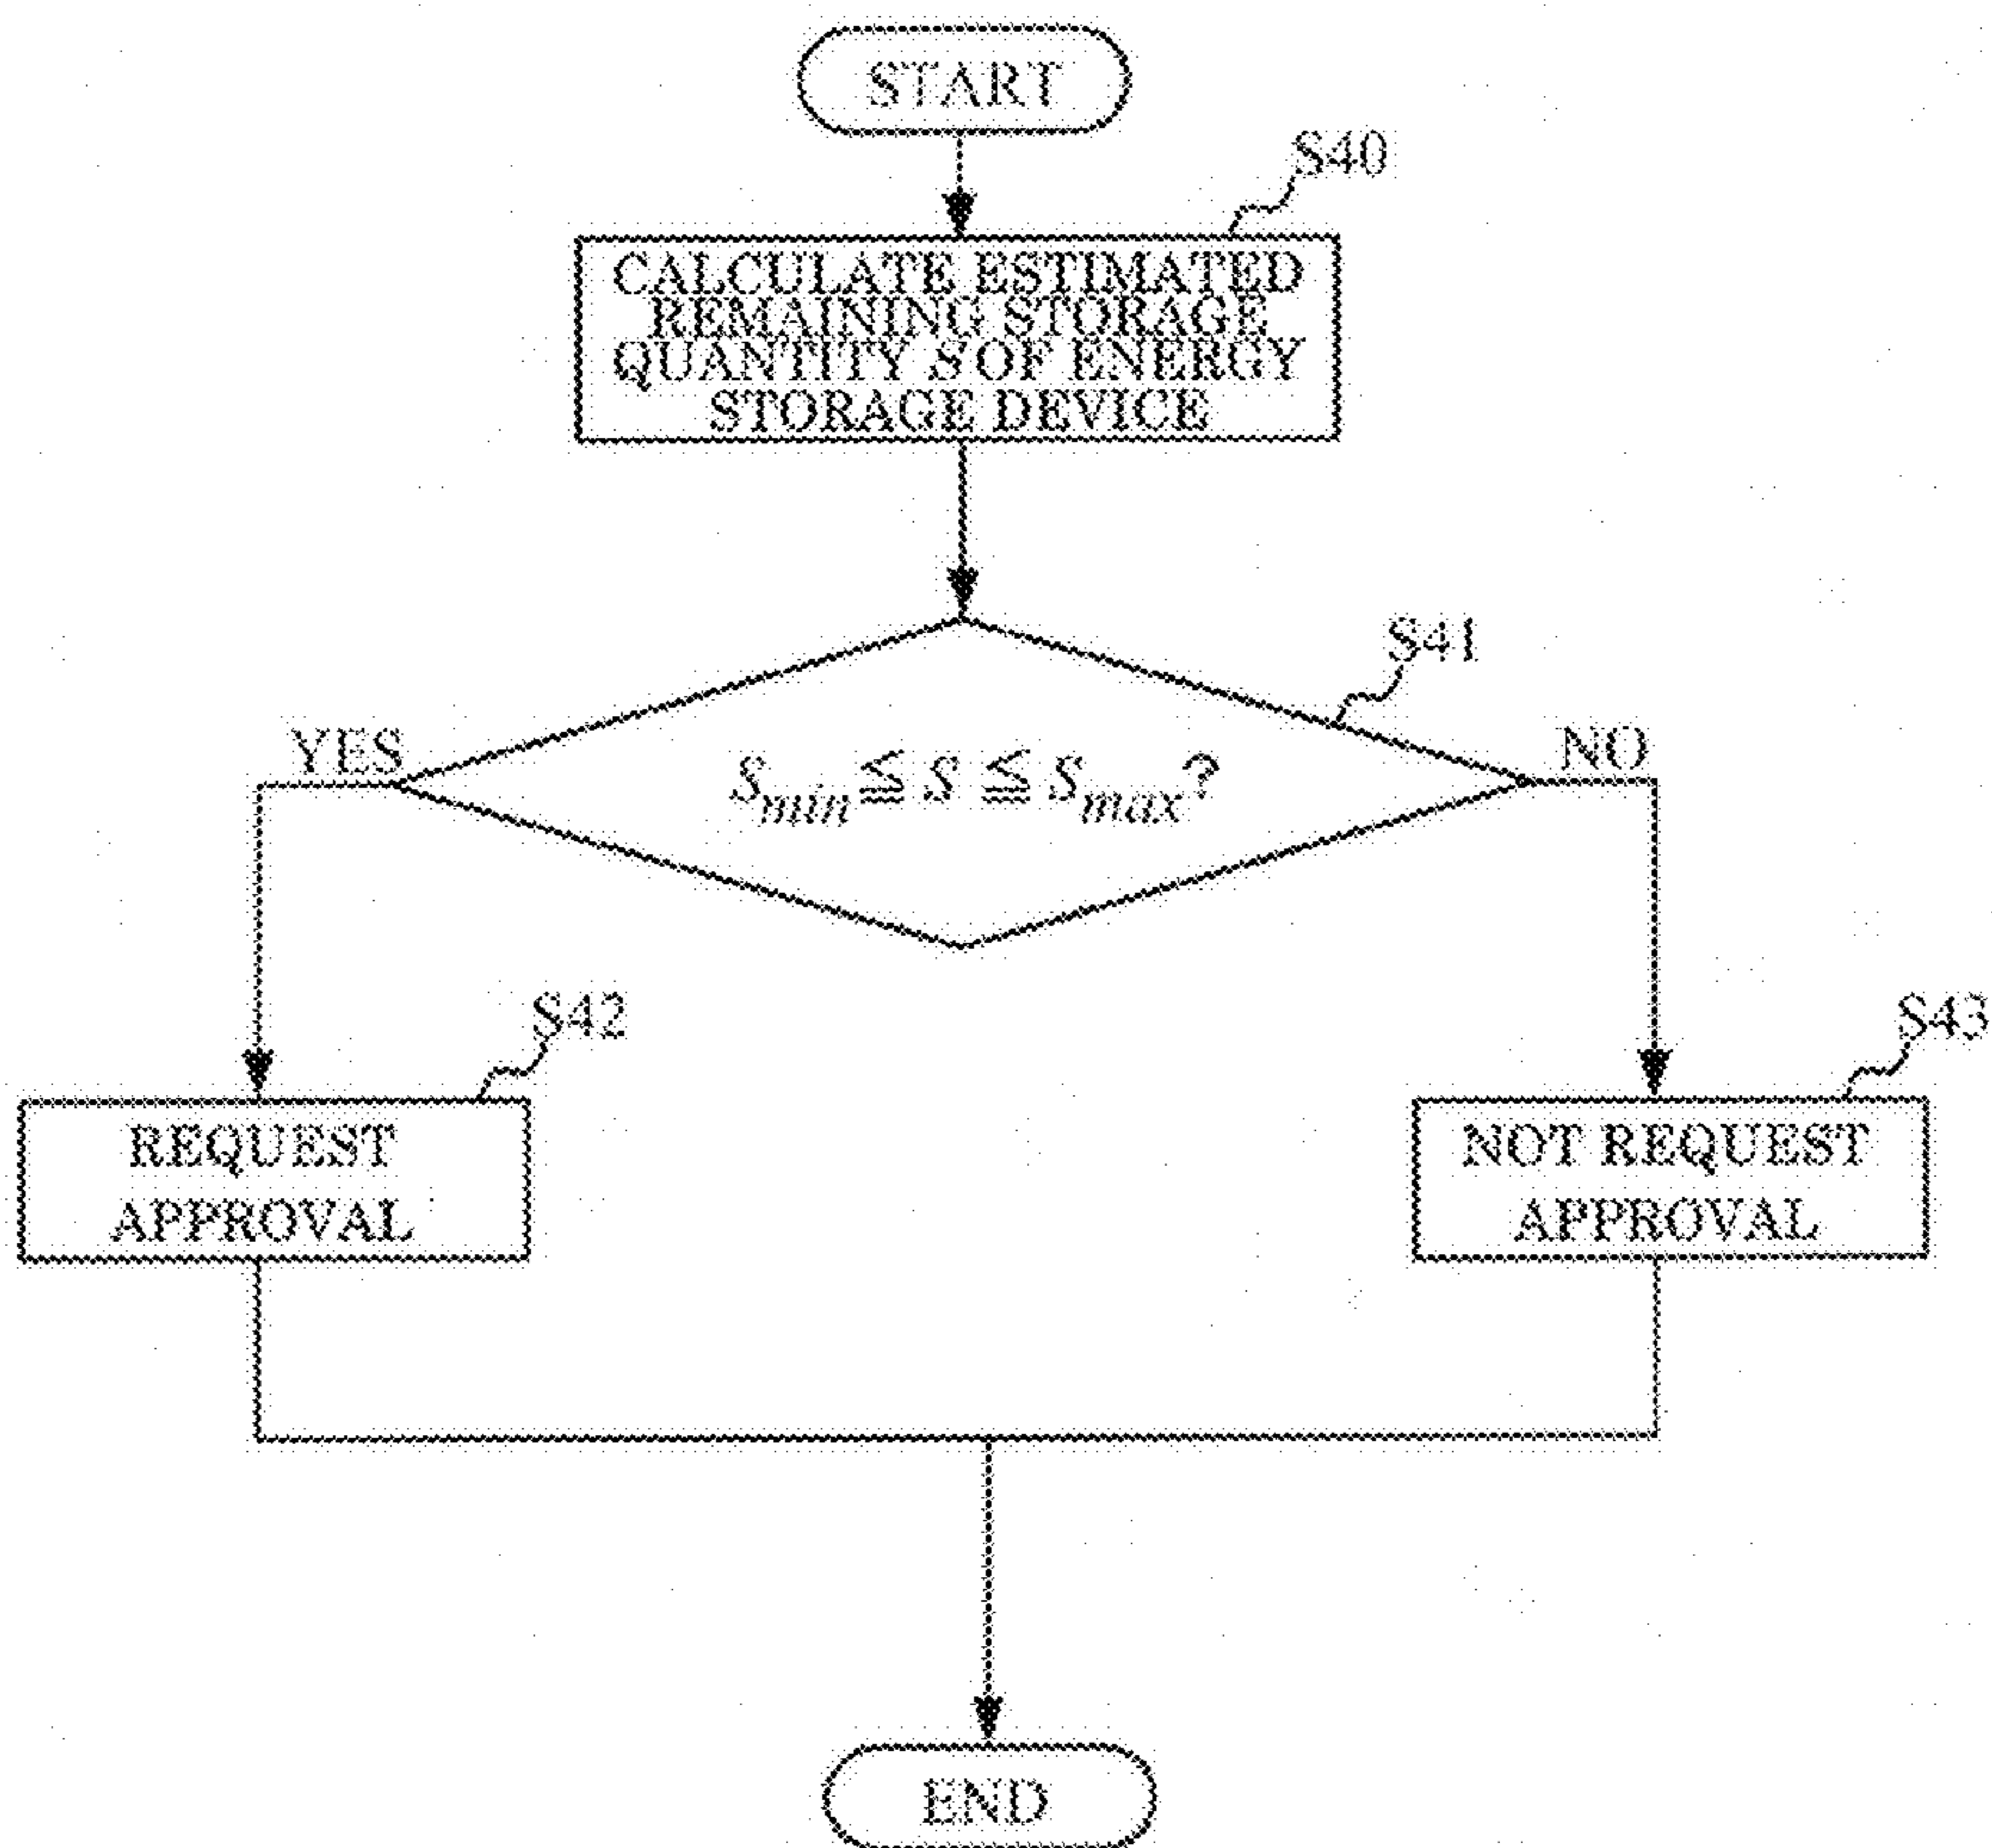 START
S40
CALCULATE ESTIMATED
REMAINING STORAGE
QUANTITY S OF ENERGY
STORAGE DEVICE
S41
YES
NO
Smin ≦ S ≦ Smax?
S42
S43
REQUEST
APPROVAL
NOT REQUEST
APPROVAL
END